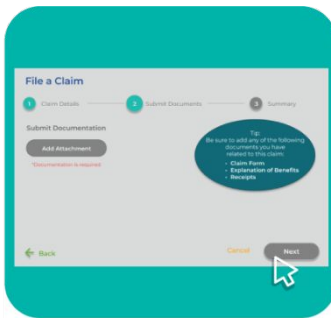 File a Claim
1 Claim Details 2 Submit Documents 3 Summary
Submit Documentation
Add Attachment
*Documentation is required
Tip:
Be sure to add any of the following
documents you have
related to this claim:
• Claim Form
• Explanation of Benefits
• Receipts
Back
Cancel
Next